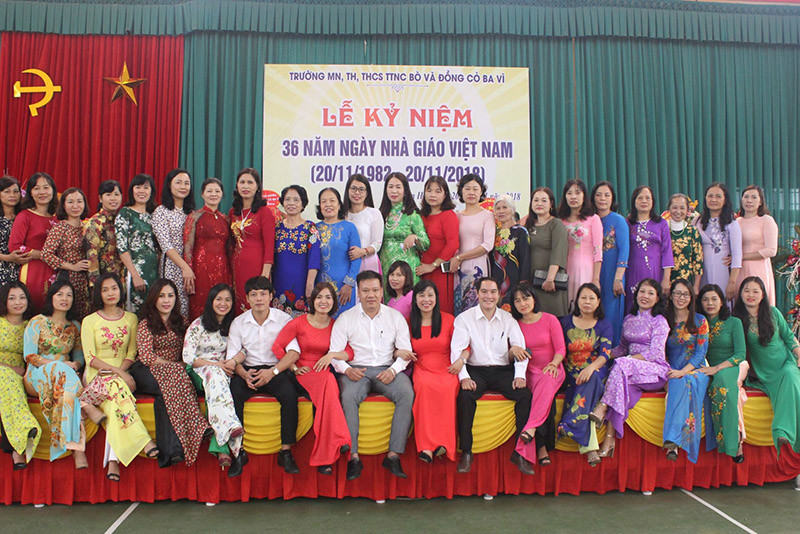 TRƯỜNG MN, TH, THCS TTNC BÒ VÀ ĐỒNG CỎ BA VÌ
LỄ KỶ NIỆM
36 NĂM NGÀY NHÀ GIÁO VIỆT NAM
(20/11/1982 - 20/11/2018)
2018